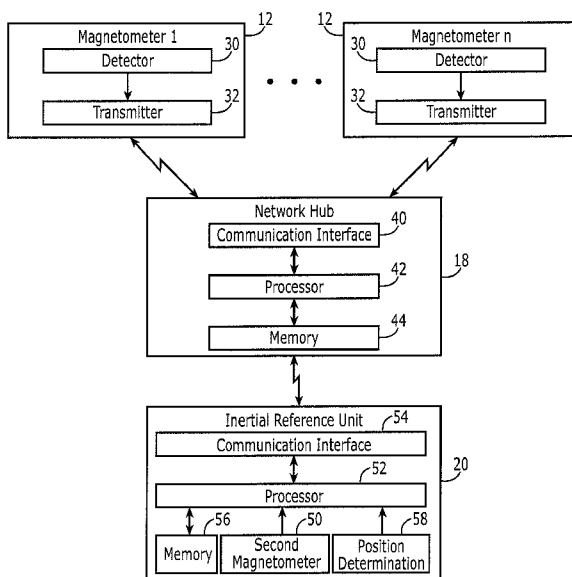 12
12
Magnetometer 1
30
Detector
32
Transmitter
Magnetometer n
30
Detector
32
Transmitter
Network Hub
40
Communication Interface
42
Processor
44
Memory
18
Inertial Reference Unit
54
Communication Interface
52
Processor
20
56
50
58
Memory
Second
Magnetometer
Position
Determination